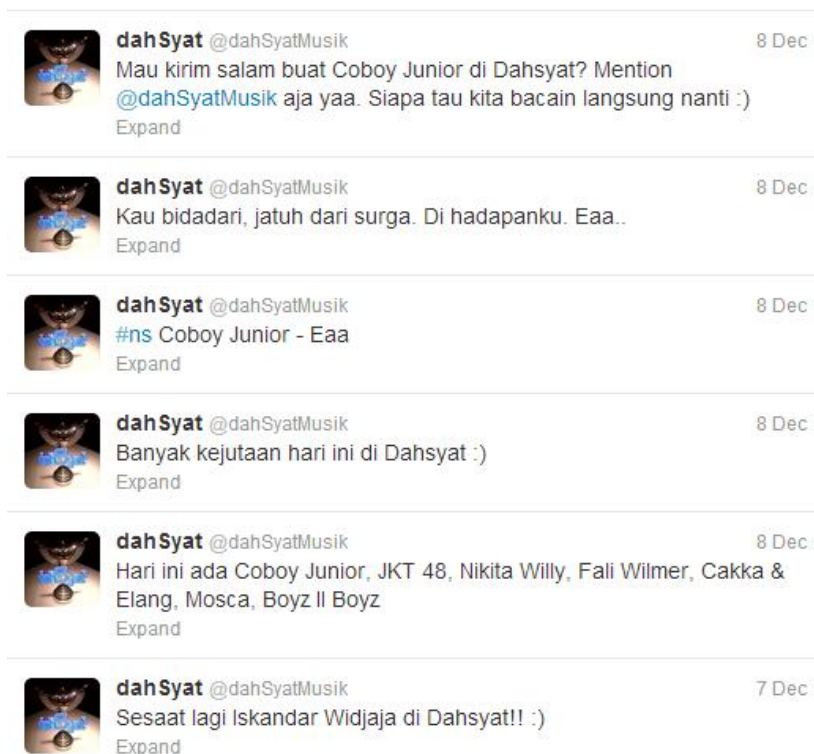 dahSyat @dahSyatMusik 8 Dec
Mau kirim salam buat Coboy Junior di Dahsyat? Mention
@dahSyatMusik aja yaa. Siapa tau kita bacain langsung nanti :)
Expand
dahSyat @dahSyatMusik 8 Dec
Kau bidadari, jatuh dari surga. Di hadapanku. Eaa..
Expand
dahSyat @dahSyatMusik 8 Dec
#ns Coboy Junior - Eaa
Expand
dahSyat @dahSyatMusik 8 Dec
Banyak kejutaan hari ini di Dahsyat :)
Expand
dahSyat @dahSyatMusik 8 Dec
Hari ini ada Coboy Junior, JKT 48, Nikita Willy, Fali Wilmer, Cakka &
Elang, Mosca, Boyz II Boyz
Expand
dahSyat @dahSyatMusik 7 Dec
Sesaat lagi Iskandar Widjaja di Dahsyat!! :)
Expand